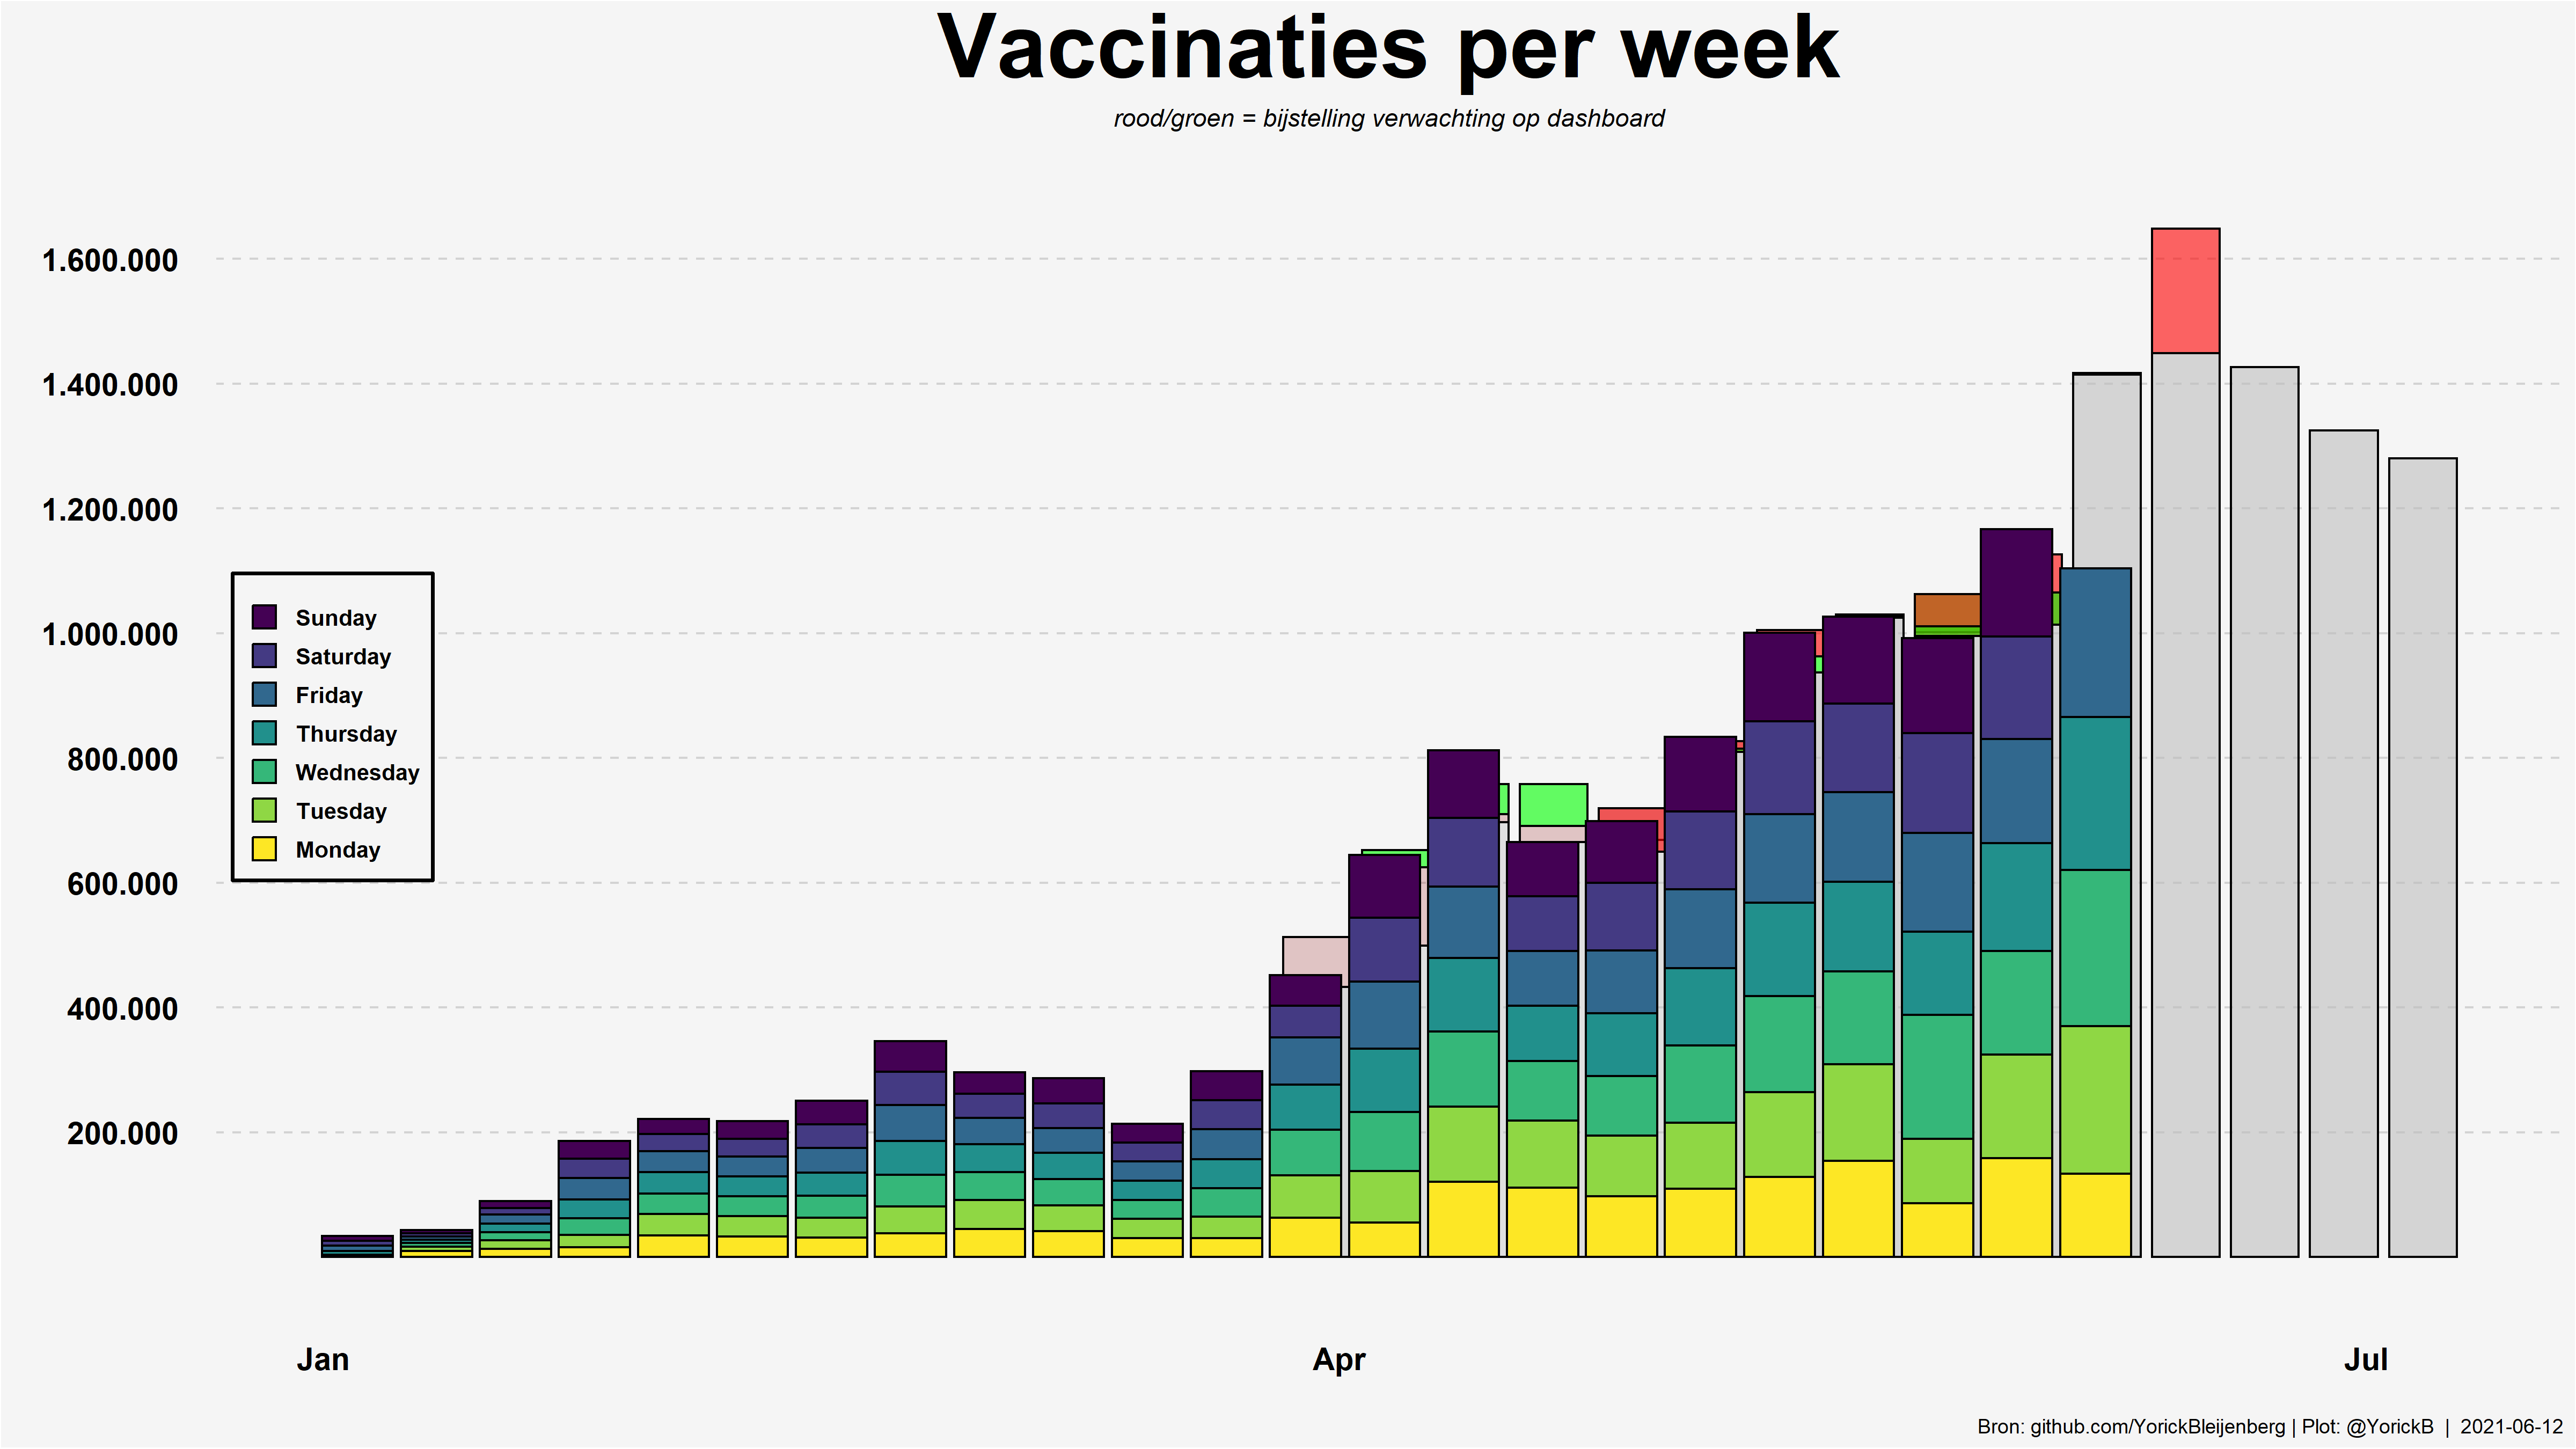 Vaccinaties per week
rood/groen = bijstelling verwachting op dashboard
1.600.000
1.400.000
1.200.000
1.000.000
800.000
600.000
400.000
200.000
Sunday
Saturday
Friday
Thursday
Wednesday
Tuesday
Monday
Jan
Apr
Jul
Bron: github.com/YorickBleijenberg | Plot: @YorickB | 2021-06-12